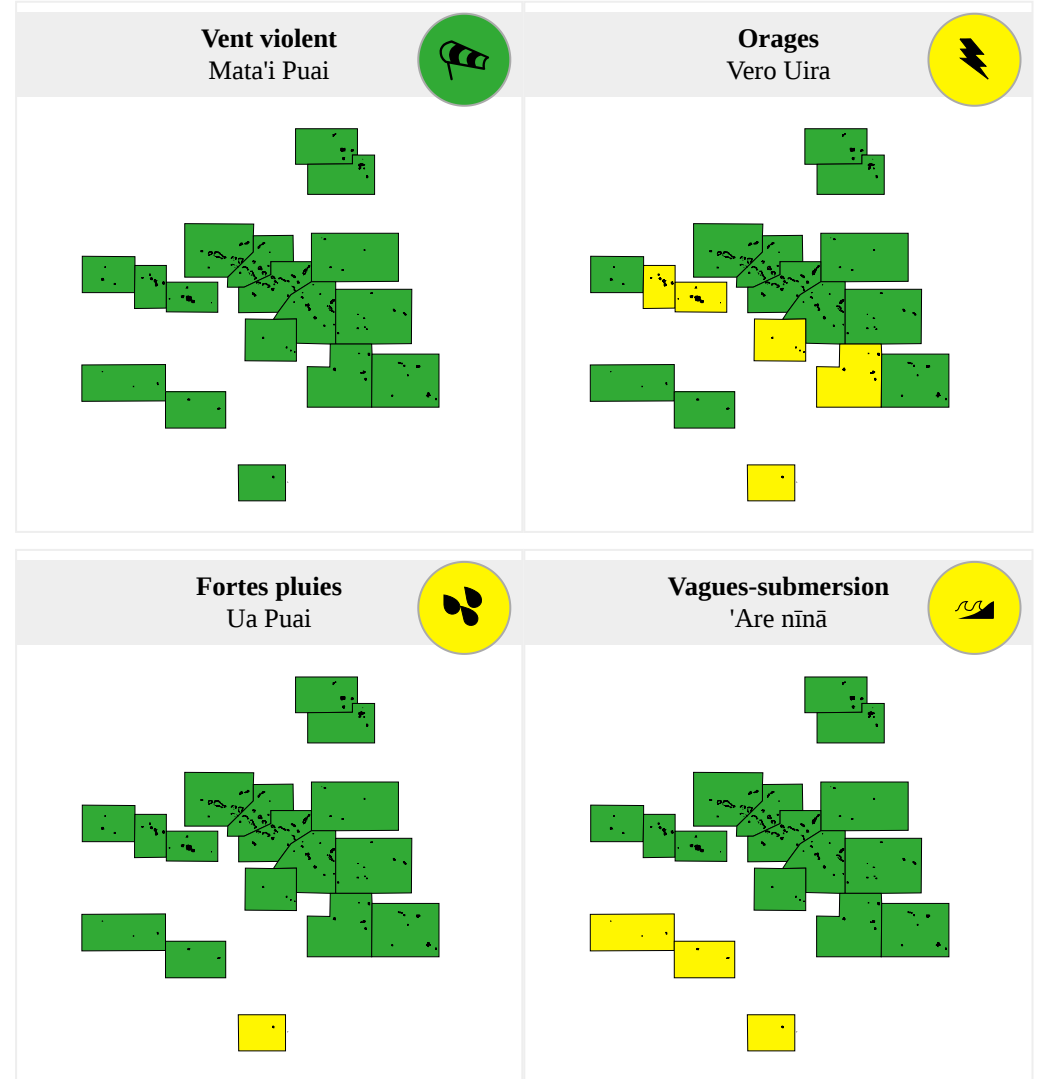 Vent violent
Mata'i Puai
Orages
Vero Uira
Fortes pluies
Ua Puai
Vagues-submersion
'Are nīnā